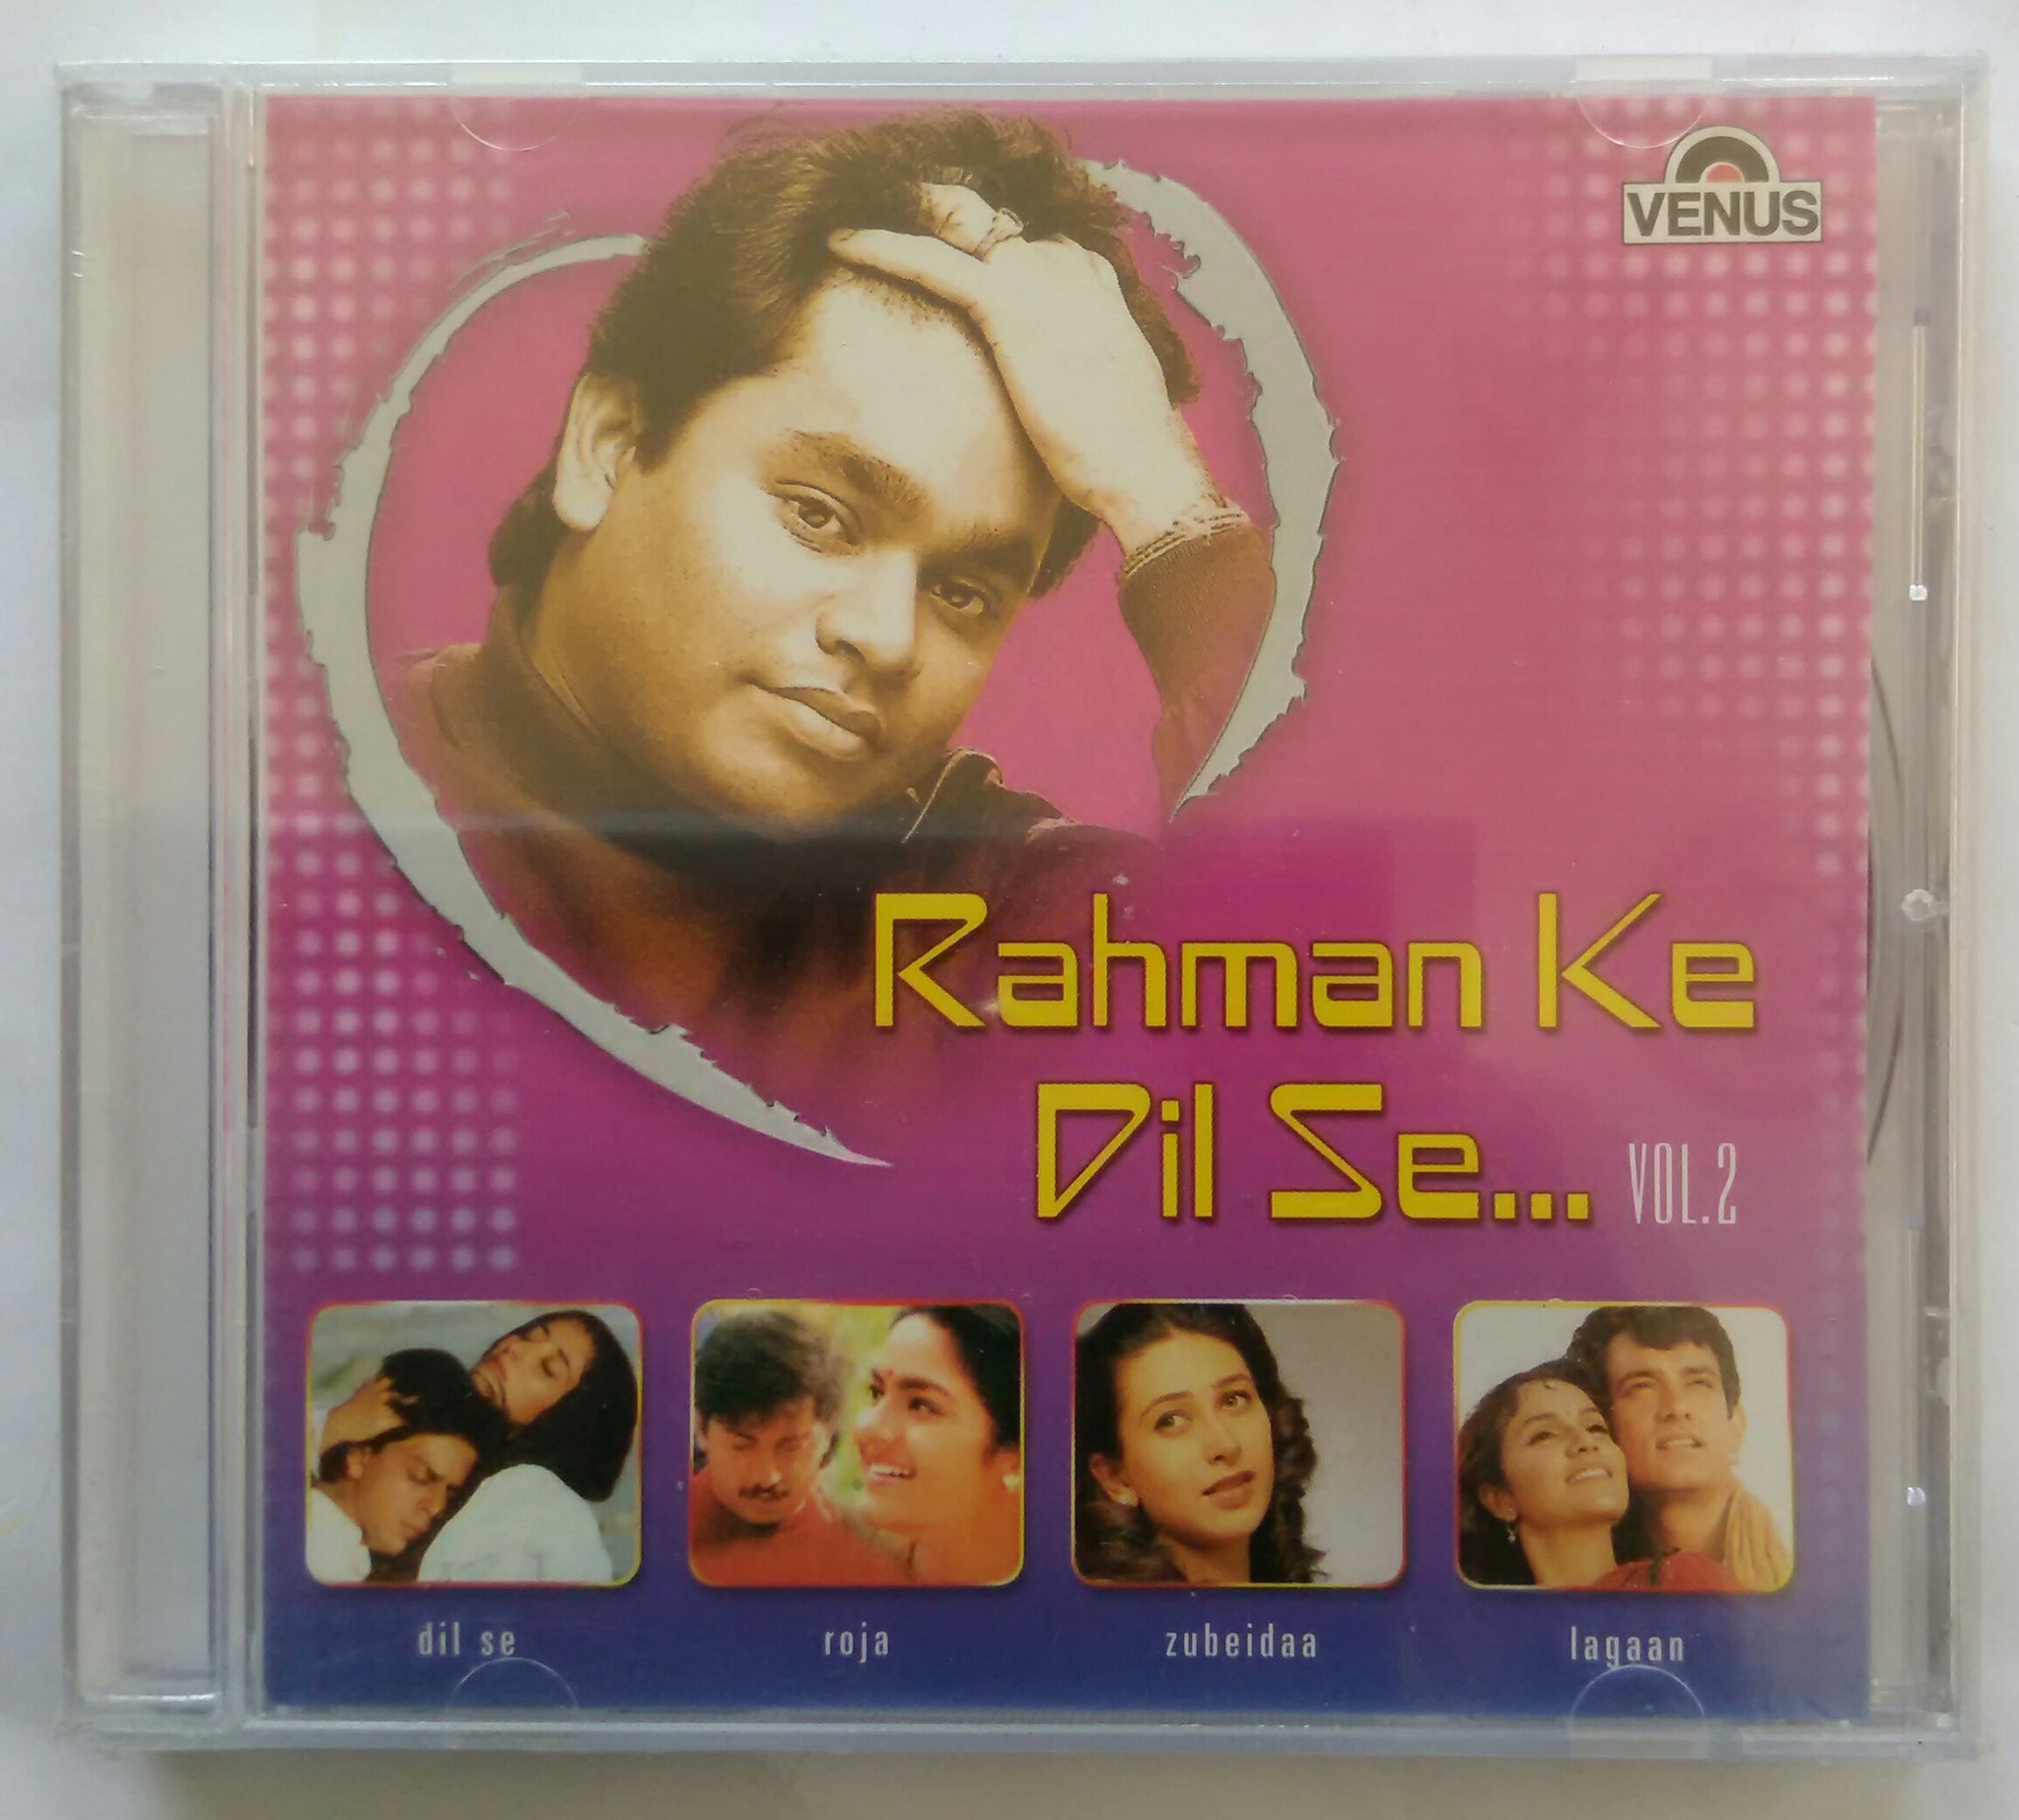 VENUS
Rahman Ke
Dil Se... VOL.2
dil se
roja
zubeidaa
lagaan